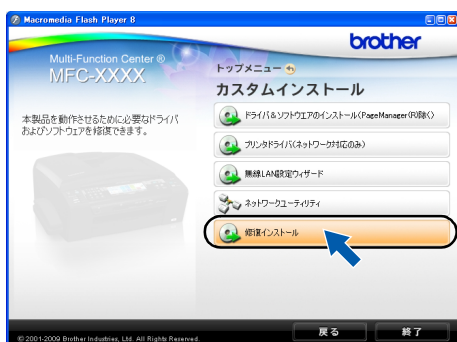 Macromedia Flash Player 8
brother
Multi-Function Center ®
MFC-XXXX
トップメニュー
カスタムインストール
本製品を動作させるために必要なドライバ
およびソフトウェアを修復できます。
ドライバ&ソフトウエアのインストール(PageManager(R)除く)
プリンタドライバ(ネットワーク対応のみ)
無線LAN設定ウィザード
ネットワークユーティリティ
修復インストール
戻る
終了
© 2001-2009 Brother Industries, Ltd. All Rights Reserved.